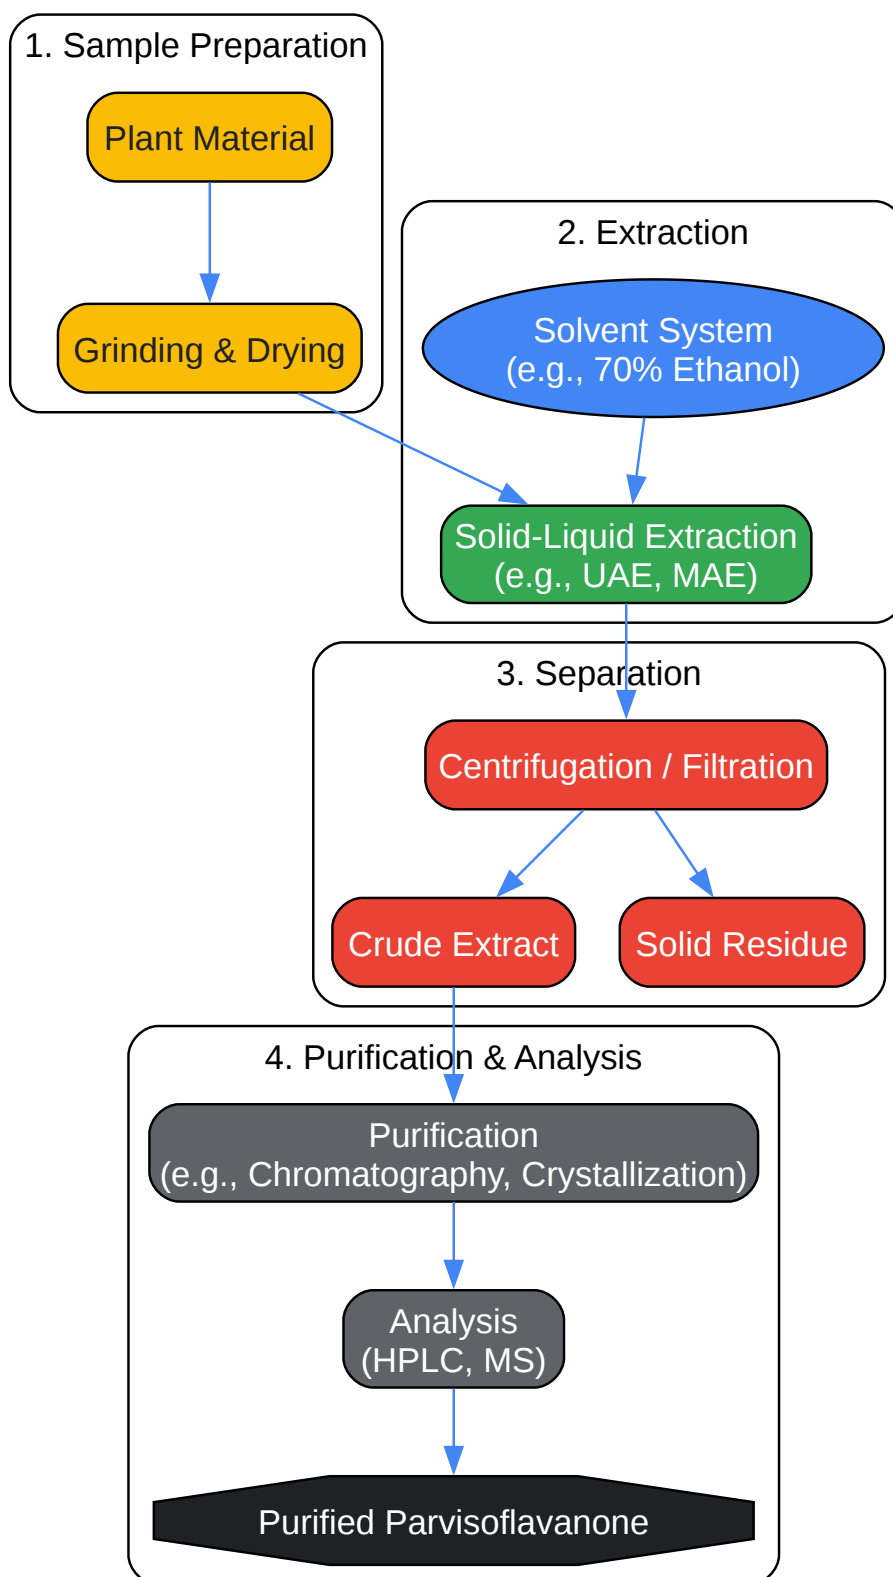 1. Sample Preparation
Plant Material
Grinding & Drying
2. Extraction
Solvent System
(e.g., 70% Ethanol)
Solid-Liquid Extraction
(e.g., UAE, MAE)
3. Separation
Centrifugation / Filtration
Crude Extract
Solid Residue
4. Purification & Analysis
Purification
(e.g., Chromatography, Crystallization)
Analysis
(HPLC, MS)
Purified Parvisoflavanone